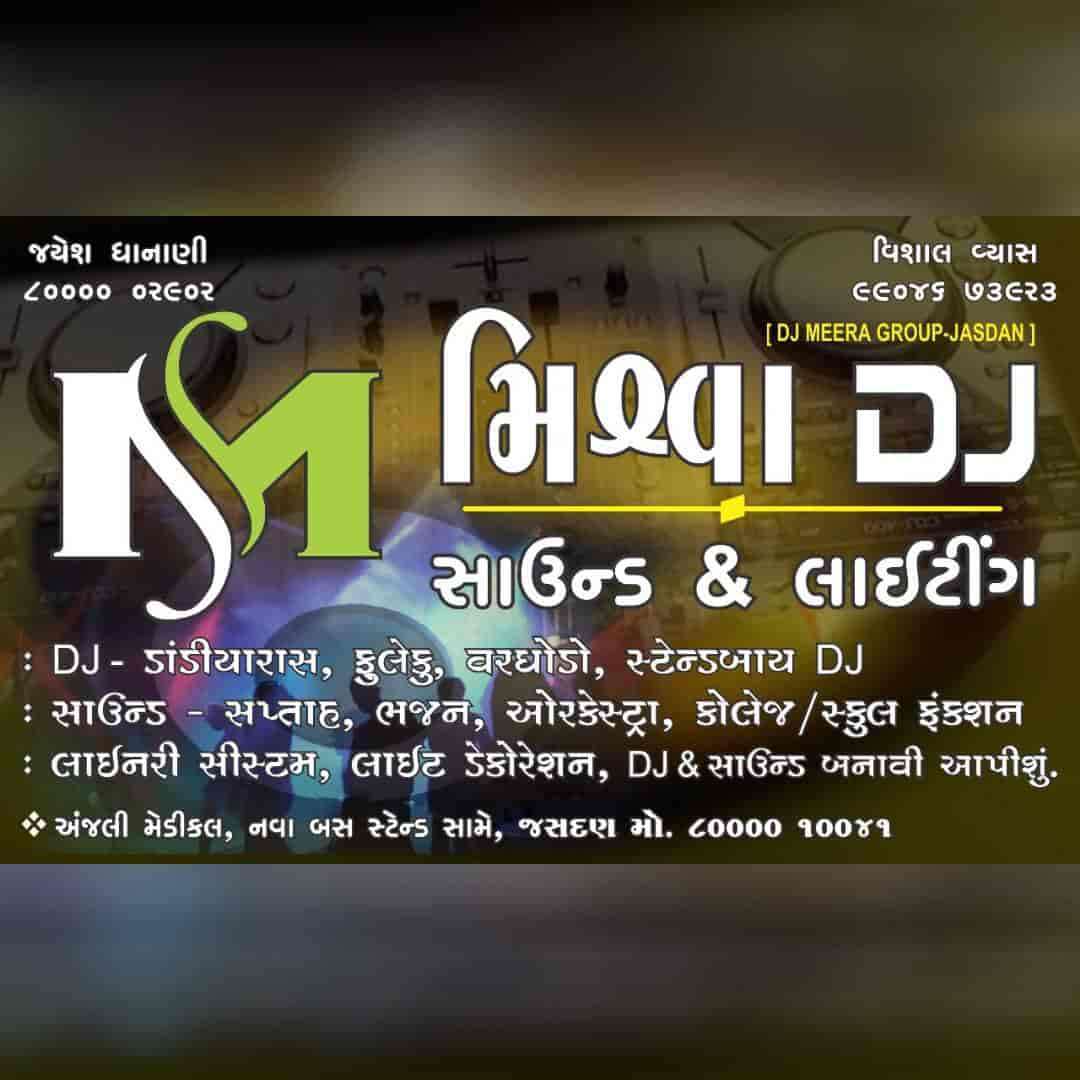 જયેશ ધાનાણી
૮૦૦૦૦ ૦૨૯૦૨
વિશાલ વ્યાસ
૯૯૦૪૬ ૭૩૯૨૩
[ DJ MEERA GROUP-JASDAN ]
M
મિશ્વા DJ
સાઉન્ડ & લાઈટીંગ
: DJ - ડાંડીયારાસ, ફુલેકુ, વરઘોડો, સ્ટેન્ડબાય DJ
: સાઉન્ડ - સપ્તાહ, ભજન, ઓરકેસ્ટ્રા, કોલેજ/સ્કુલ ફંકશન
: લાઈનરી સીસ્ટમ, લાઈટ ડેકોરેશન, DJ & સાઉન્ડ બનાવી આપીશું.
❖ અંજલી મેડીકલ, નવા બસ સ્ટેન્ડ સામે, જસદણ મો. ૮૦૦૦૦ ૧૦૦૪૧